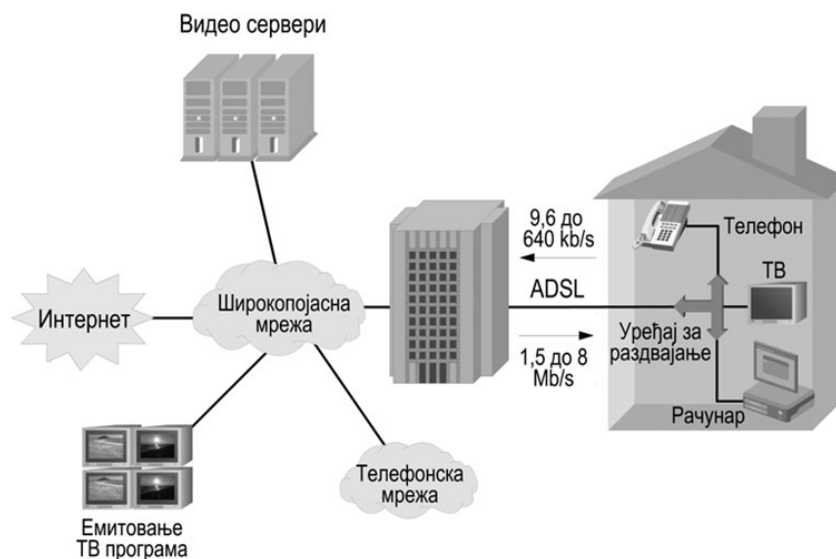 Видео сервери
9,6 до
640 kb/s
Телефон
ADSL
ТВ
Интернет
Широкопојасна
мрежа
Уређај за
раздвајање
1,5 до 8
Mb/s
Рачунар
Телефонска
мрежа
Емитовање
ТВ програма